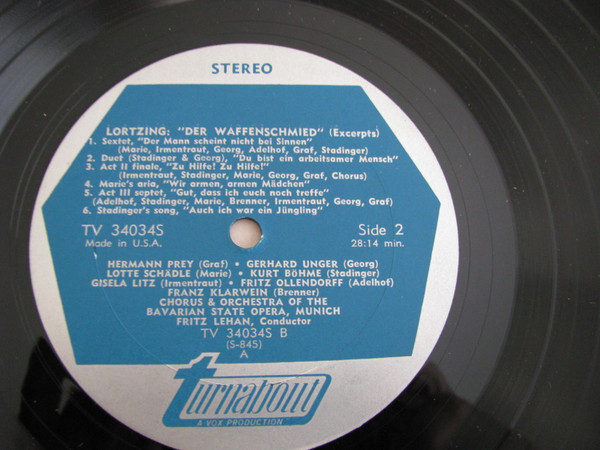 STEREO
LORTZING: "DER WAFFENSCHMIED" (Excerpts)
1. Sextet, "Der Mann scheint nicht bei Sinnen"
(Marie, Irmentraut, Georg, Adelhof, Graf, Stadinger)
2. Duet (Stadinger & Georg), "Du bist ein arbeitsamer Mensch"
3. Act II finale, "Zu Hilfe! Zu Hilfe!"
(Irmentraut, Stadinger, Marie, Georg, Graf, Chorus)
4. Marie's aria, "Wir armen, armen Mädchen"
5. Act III septet, "Gut, dass ich euch noch treffe"
(Adelhof, Stadinger, Marie, Brenner, Irmentraut, Georg, Graf)
6. Stadinger's song, "Auch ich war ein Jüngling"
TV 34034S Side 2
Made in U.S.A. 28:14 min.
HERMANN PREY (Graf) • GERHARD UNGER (Georg)
LOTTE SCHÄDLE (Marie) • KURT BÖHME (Stadinger)
GISELA LITZ (Irmentraut) • FRITZ OLLENDORFF (Adelhof)
FRANZ KLARWEIN (Brenner)
CHORUS & ORCHESTRA OF THE
BAVARIAN STATE OPERA, MUNICH
FRITZ LEHAN, Conductor
TV 34034S B
(S-845)
A
turnabout
A VOX PRODUCTION